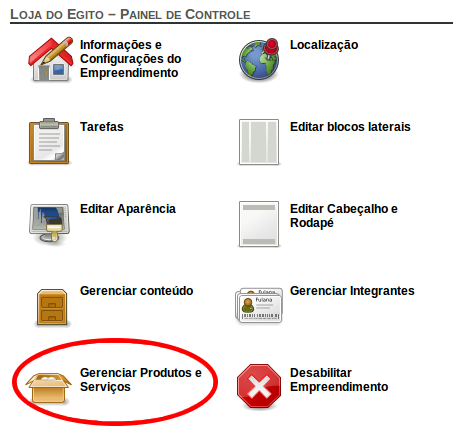 Loja do Egito – Painel de Controle
Informações e
Configurações do
Empreendimento
Localização
Tarefas
Editar blocos laterais
Editar Aparência
Editar Cabeçalho e
Rodapé
Gerenciar conteúdo
Fulana
Fulana
Gerenciar Integrantes
Gerenciar Produtos e
Serviços
Desabilitar
Empreendimento